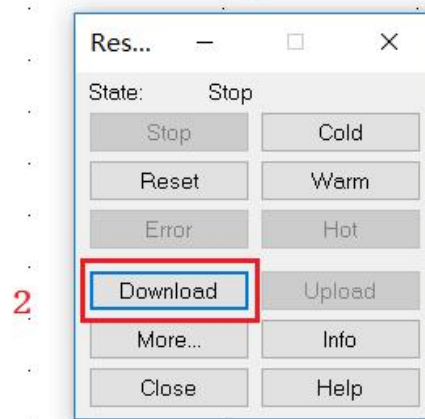 Res...
State: Stop
Stop Cold
Reset Warm
Error Hot
2 Download Upload
More... Info
Close Help